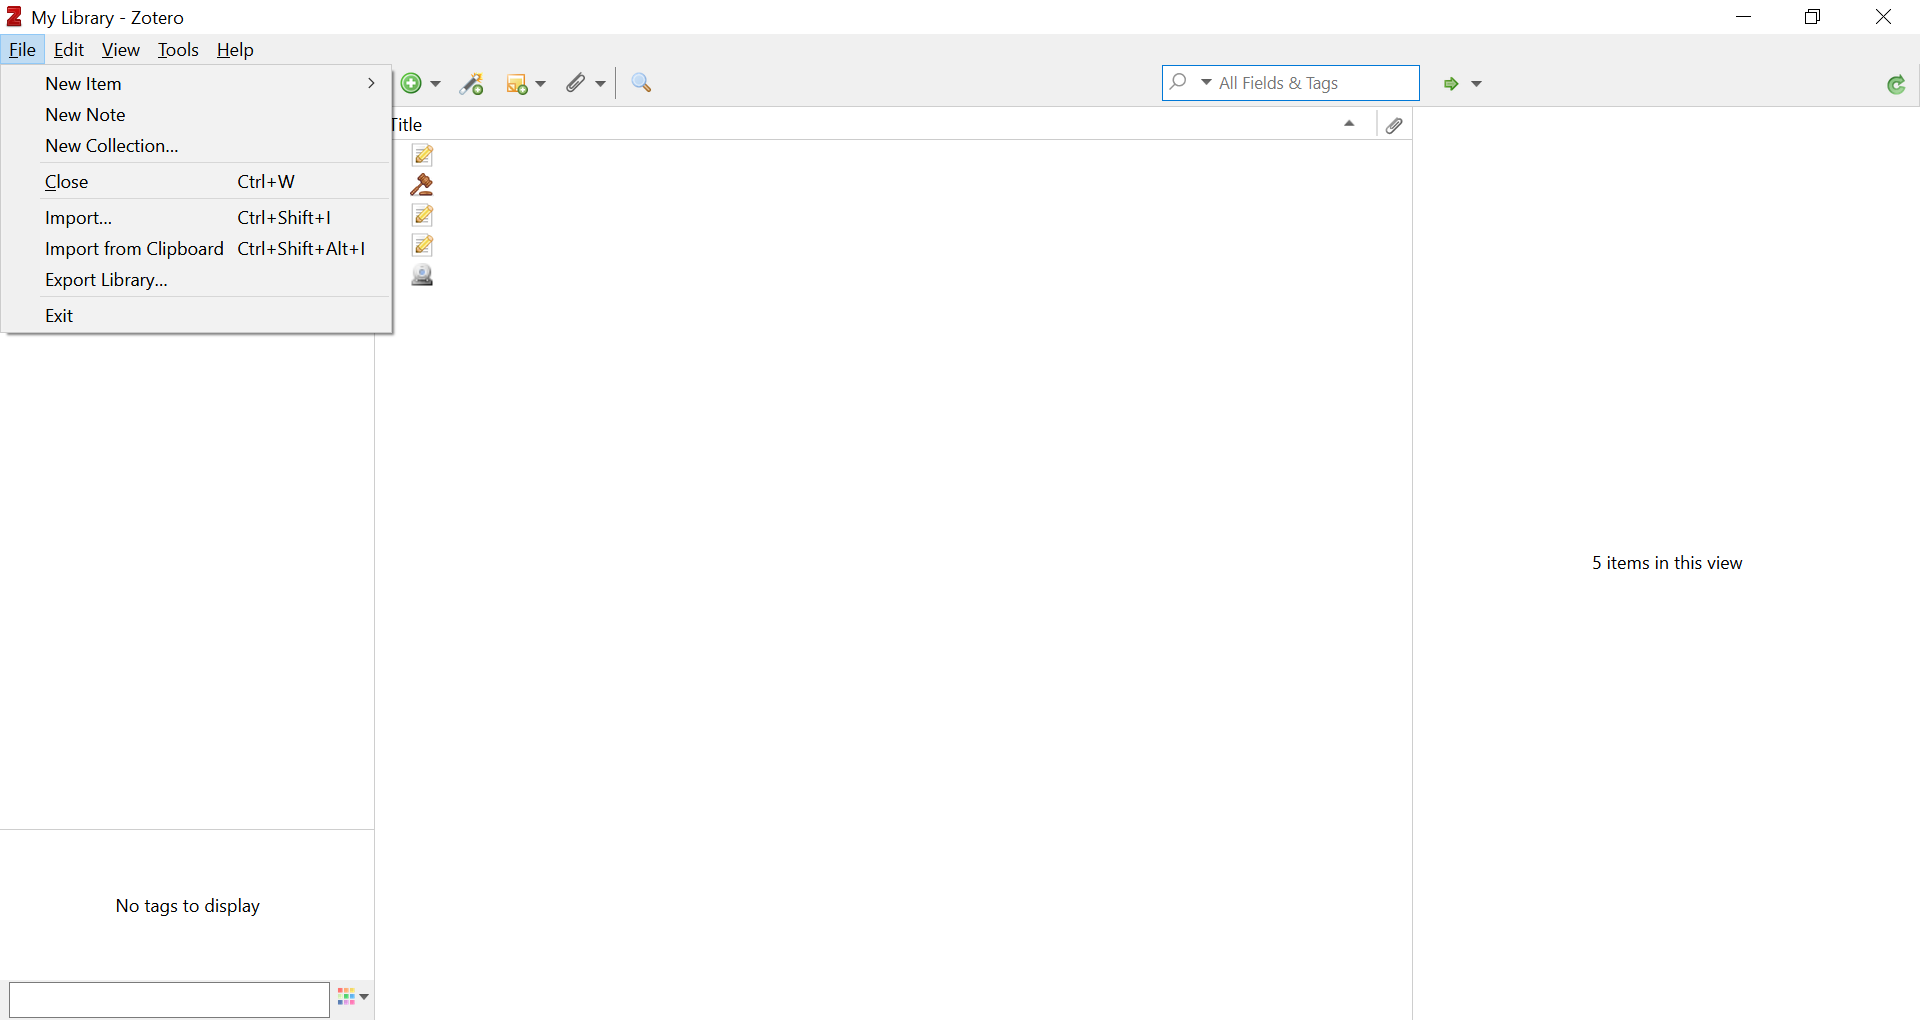 My Library - Zotero
File Edit View Tools Help
New Item
New Note
New Collection...
Close Ctrl+W
Import... Ctrl+Shift+I
Import from Clipboard Ctrl+Shift+Alt+I
Export Library...
Exit
All Fields & Tags
Title
5 items in this view
No tags to display